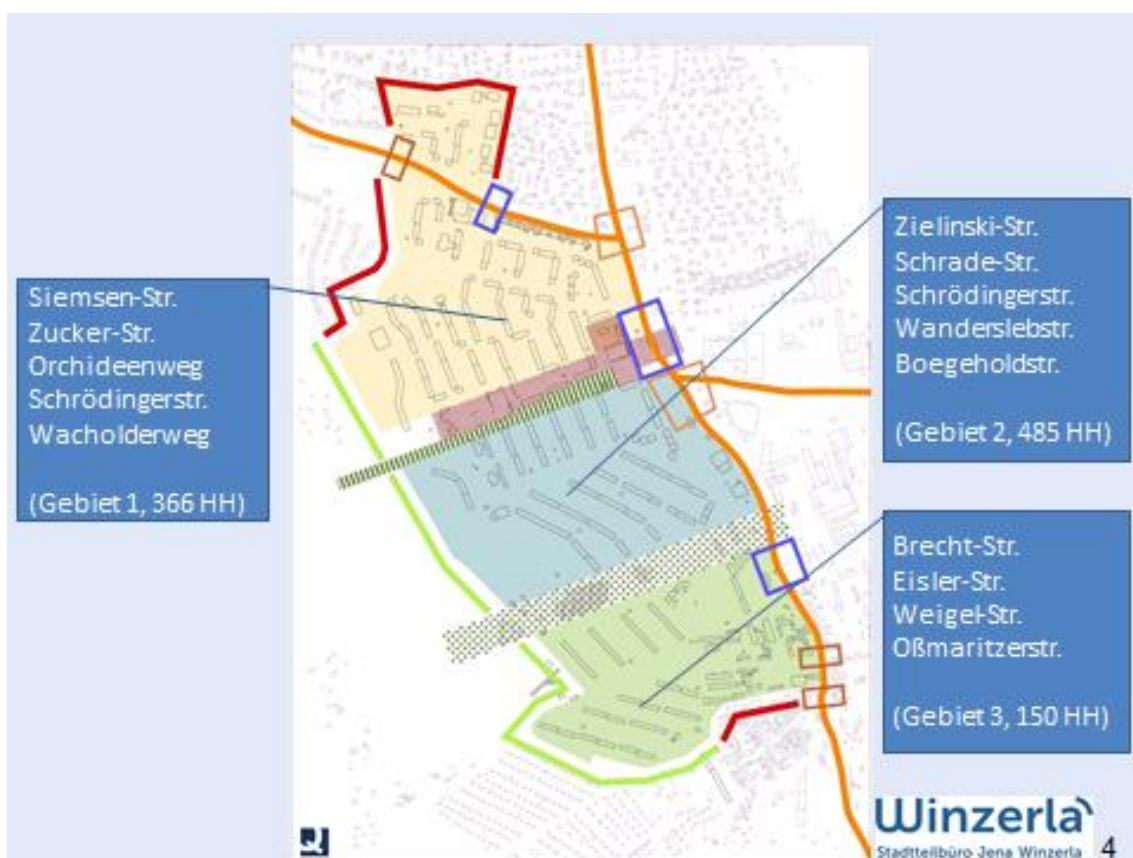 Siemsen-Str.
Zucker-Str.
Orchideenweg
Schrödingerstr.
Wacholderweg
(Gebiet 1, 366 HH)
Zielinski-Str.
Schrade-Str.
Schrödingerstr.
Wanderslebstr.
Boegeholdstr.
(Gebiet 2, 485 HH)
Brecht-Str.
Eisler-Str.
Weigel-Str.
Oßmaritzerstr.
(Gebiet 3, 150 HH)
Winzerla
Stadtteilbüro Jena Winzerla
4